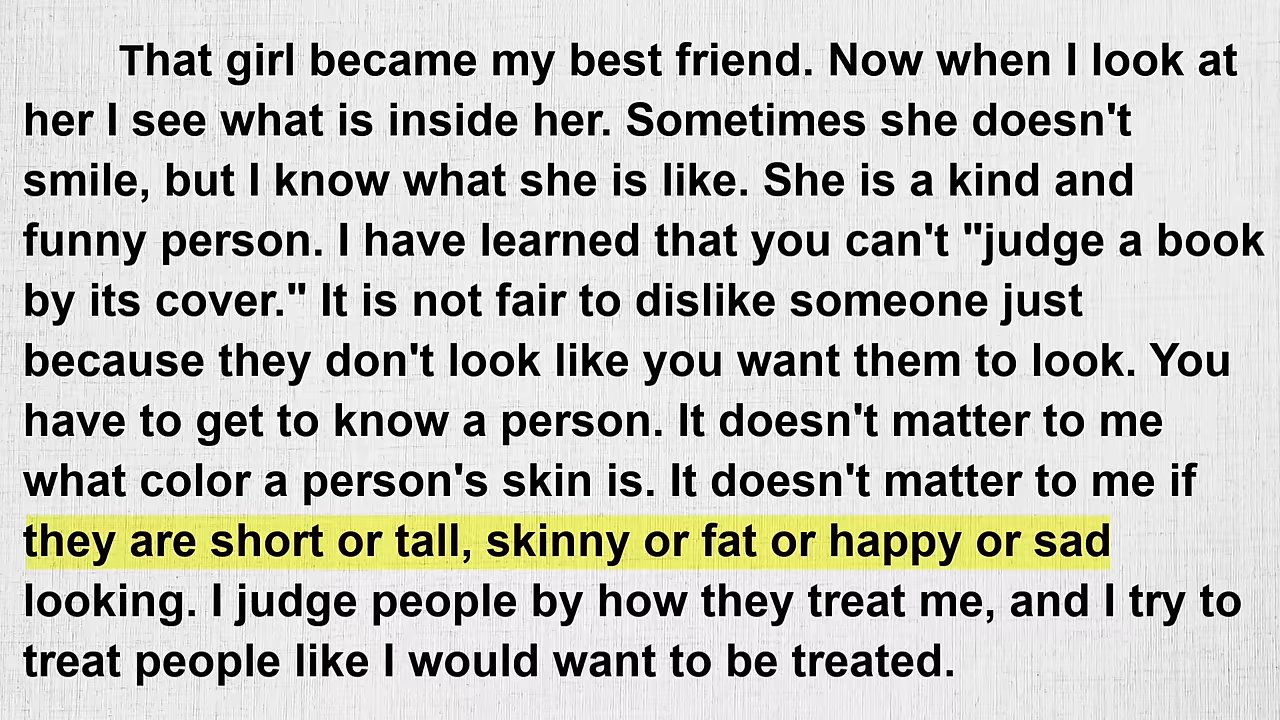 That girl became my best friend. Now when I look at
her I see what is inside her. Sometimes she doesn't
smile, but I know what she is like. She is a kind and
funny person. I have learned that you can't "judge a book
by its cover." It is not fair to dislike someone just
because they don't look like you want them to look. You
have to get to know a person. It doesn't matter to me
what color a person's skin is. It doesn't matter to me if
they are short or tall, skinny or fat or happy or sad
looking. I judge people by how they treat me, and I try to
treat people like I would want to be treated.